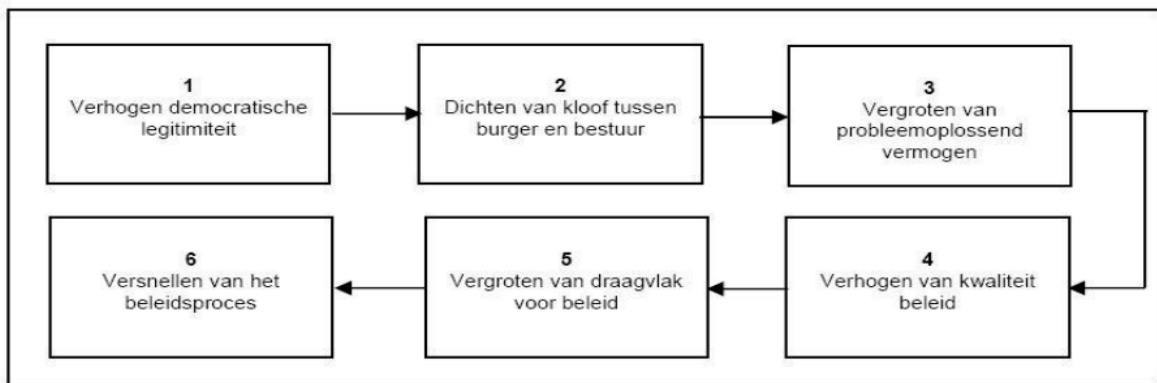 1
Verhogen democratische
legitimiteit
2
Dichten van kloof tussen
burger en bestuur
3
Vergroten van
probleemoplossend
vermogen
4
Verhogen van kwaliteit
beleid
5
Vergroten van draagvlak
voor beleid
6
Versnellen van het
beleidsproces